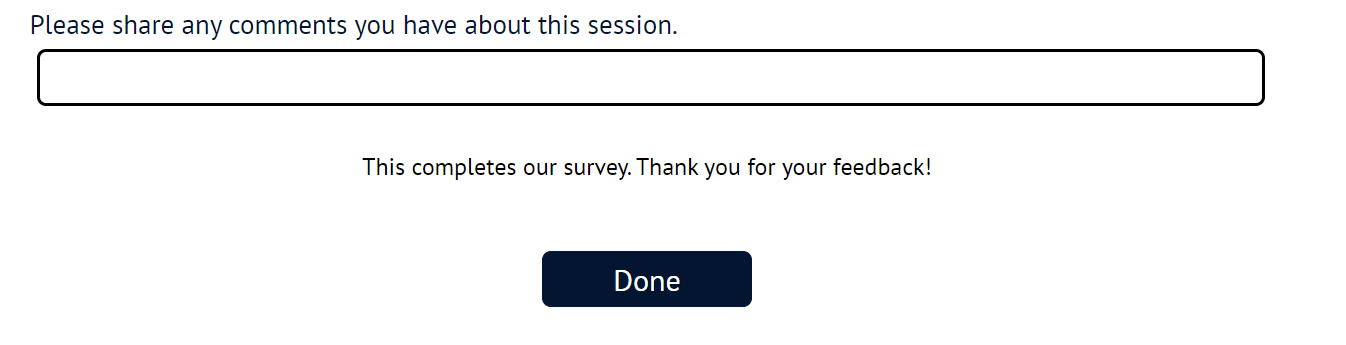 Please share any comments you have about this session.
This completes our survey. Thank you for your feedback!
Done